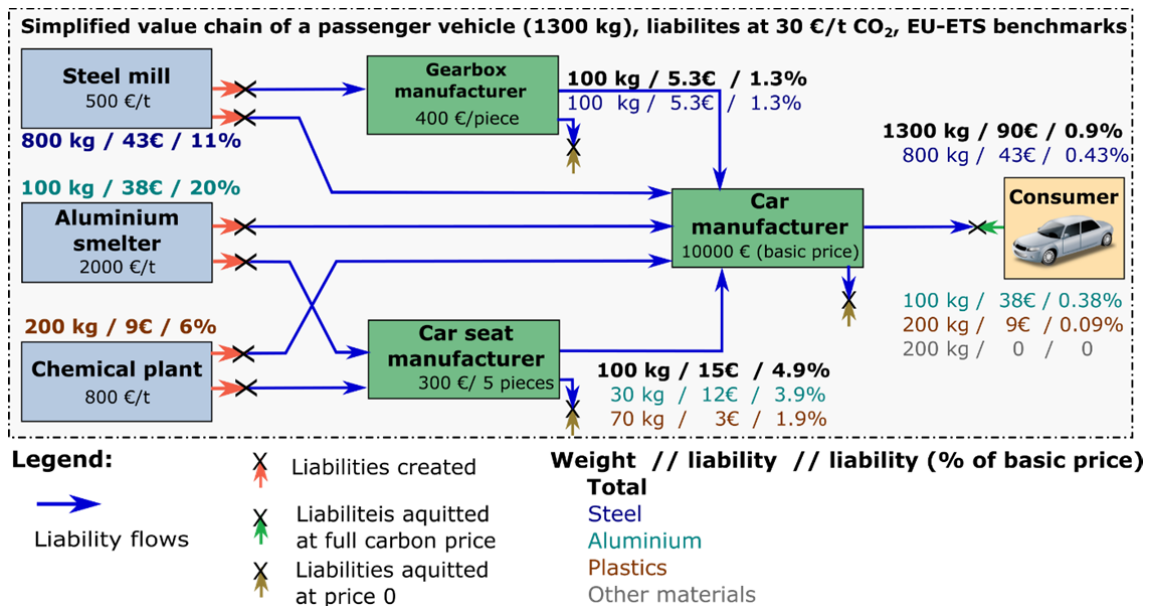 Simplified value chain of a passenger vehicle (1300 kg), liabilites at 30 €/t CO₂, EU-ETS benchmarks
Steel mill
500 €/t
800 kg / 43€ / 11%
Gearbox
manufacturer
400 €/piece
100 kg / 5.3€ / 1.3%
100 kg / 5.3€ / 1.3%
1300 kg / 90€ / 0.9%
800 kg / 43€ / 0.43%
100 kg / 38€ / 20%
Aluminium
smelter
2000 €/t
Car
manufacturer
10000 € (basic price)
Consumer
100 kg / 38€ / 0.38%
200 kg / 9€ / 0.09%
200 kg / 0 / 0
200 kg / 9€ / 6%
Chemical plant
800 €/t
Car seat
manufacturer
300 €/ 5 pieces
100 kg / 15€ / 4.9%
30 kg / 12€ / 3.9%
70 kg / 3€ / 1.9%
Legend:
Liability flows
Liabilities created
Liabiliteis aquitted
at full carbon price
Liabilities aquitted
at price 0
Weight // liability // liability (% of basic price)
Total
Steel
Aluminium
Plastics
Other materials